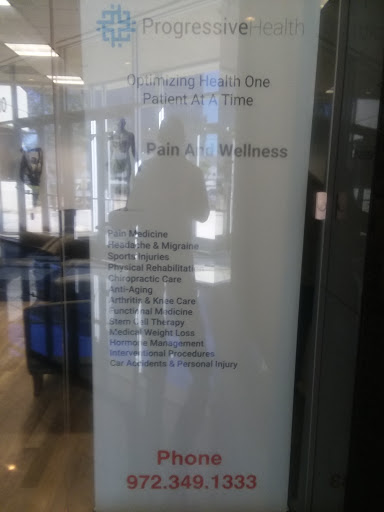 ProgressiveHealth
Optimizing Health One
Patient At A Time
Pain And Wellness
Pain Medicine
Headache & Migraine
Sports Injuries
Physical Rehabilitatio
Chiropractic Care
Anti-Aging
Arthritis & Knee Care
Functional Medicine
Stem Cell Therapy
Medical Weight Loss
Hormone Management
Interventional Procedures
Car Accidents & Personal Injury
Phone
972.349.1333